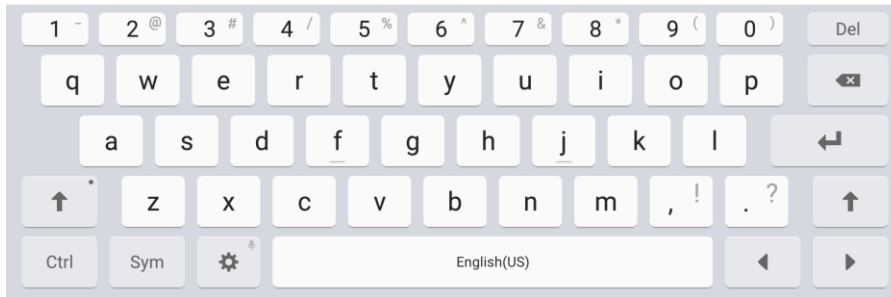 1 - 2 @ 3 # 4 / 5 % 6 ^ 7 & 8 * 9 ( 0 ) Del
q w e r t y u i o p
a s d f g h j k l
z x c v b n m , ! . ?
Ctrl Sym English(US)